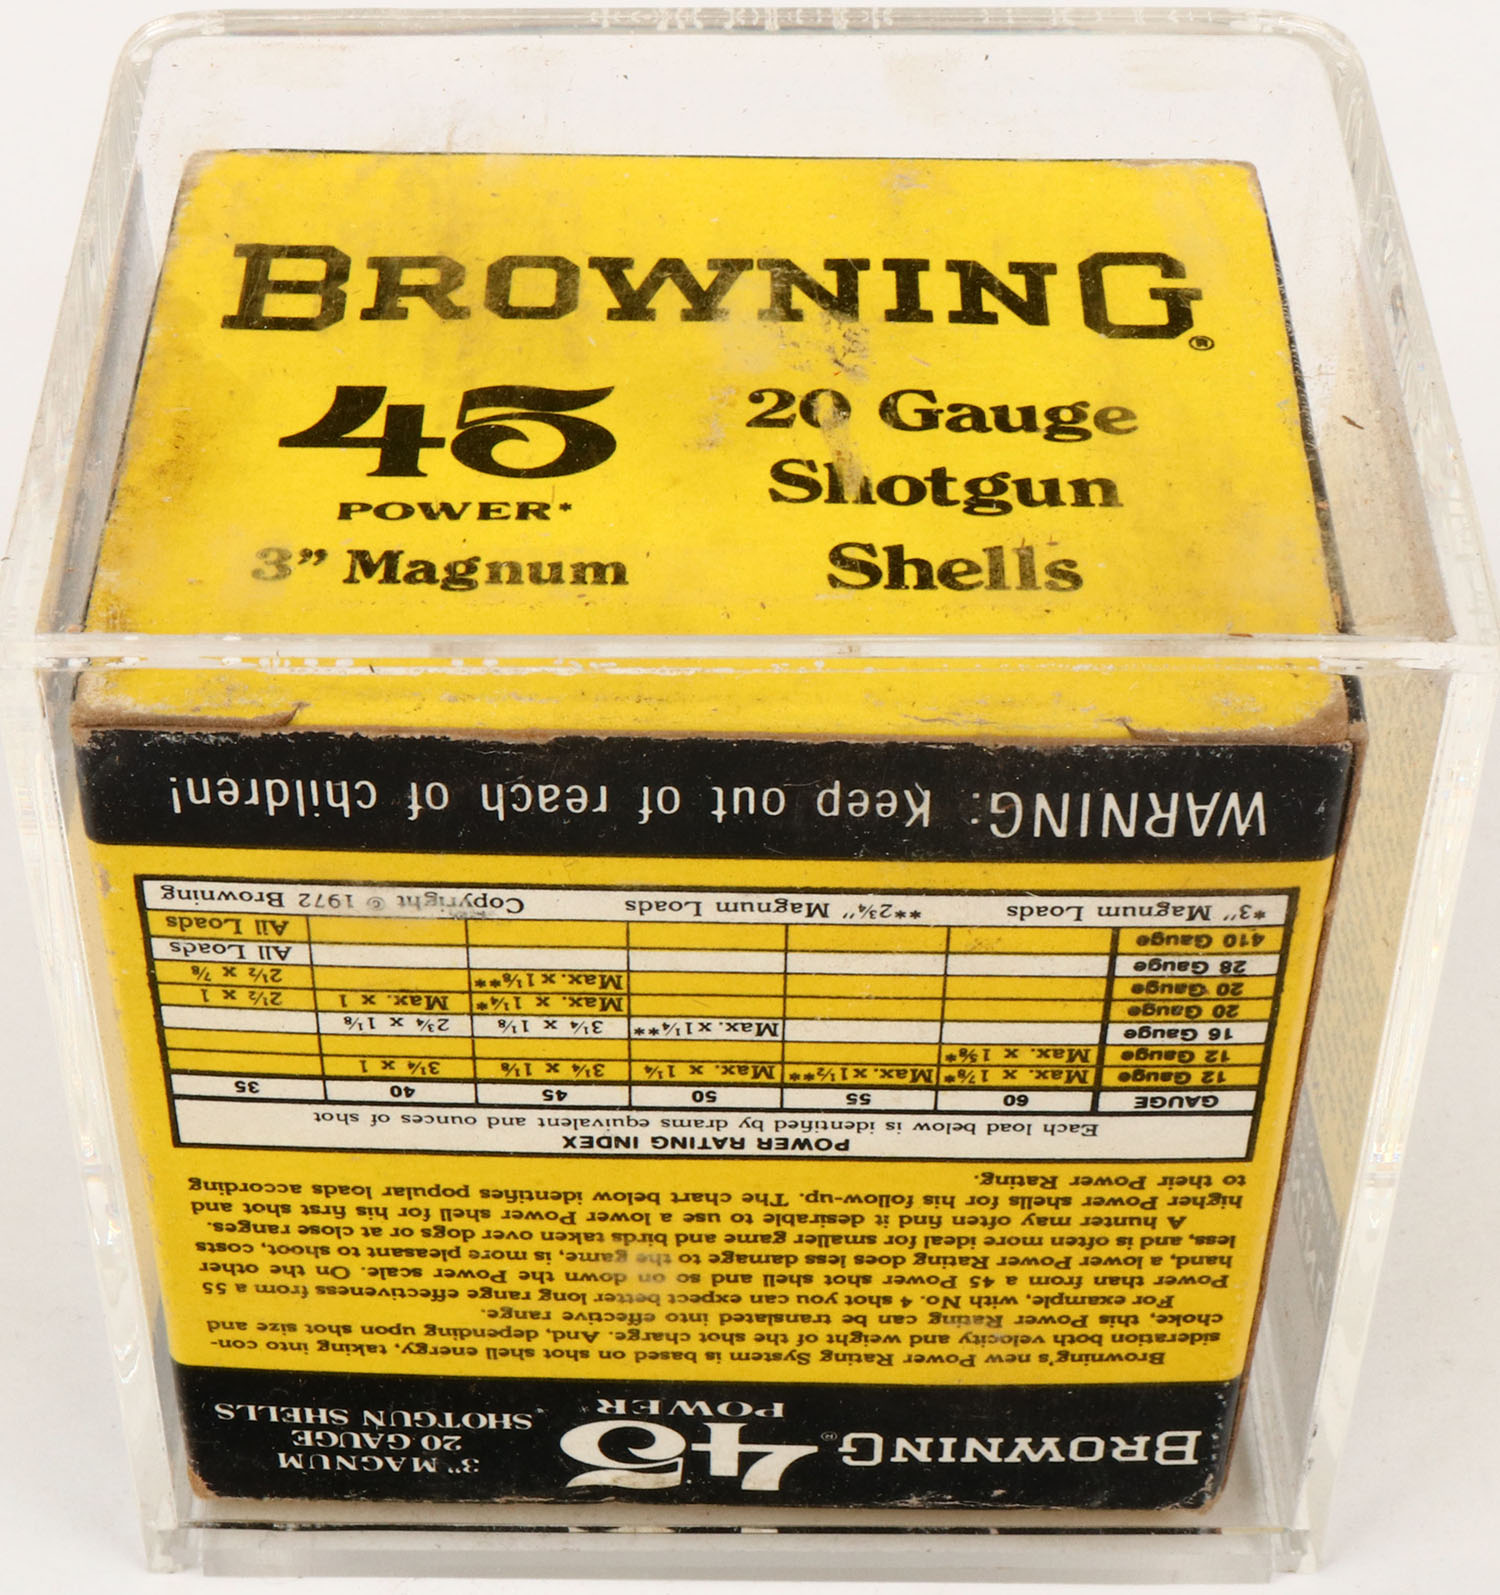 BROWNING®
45
POWER*
3” Magnum
20 Gauge
Shotgun
Shells
BROWNING®
45
POWER*
3" MAGNUM
20 GAUGE
SHOTGUN SHELLS
Browning's new Power Rating System is based on shot shell energy, taking into con-
sideration both velocity and weight of the shot charge. And, depending upon shot size and
choke, this Power Rating can be translated into effective range.
For example, with No. 4 shot you can expect better long range effectiveness from a 55
Power than from a 45 Power shot shell and so on down the Power scale. On the other
hand, a lower Power Rating does less damage to the game, is more pleasant to shoot, costs
less, and is often more ideal for smaller game and birds taken over dogs or at close ranges.
A hunter may often find it desirable to use a lower Power shell for his first shot and
higher Power shells for his follow-up. The chart below identifies popular loads according
to their Power Rating.
POWER RATING INDEX
Each load below is identified by drams equivalent and ounces of shot
GAUGE 60 55 50 45 40 35
12 Gauge Max. x 1⅞* Max. x 1½** Max. x 1¼ 3¼ x 1⅛ 3¼ x 1
12 Gauge Max. x 1⅝*
16 Gauge Max. x 1¼** 3¼ x 1⅛ 2¾ x 1⅛
20 Gauge Max. x 1¼* Max. x 1 2½ x 1
20 Gauge Max. x 1⅛** 2½ x ⅞
28 Gauge All Loads
410 Gauge All Loads
*3" Magnum Loads **2¾" Magnum Loads Copyright © 1972 Browning
WARNING: Keep out of reach of children!